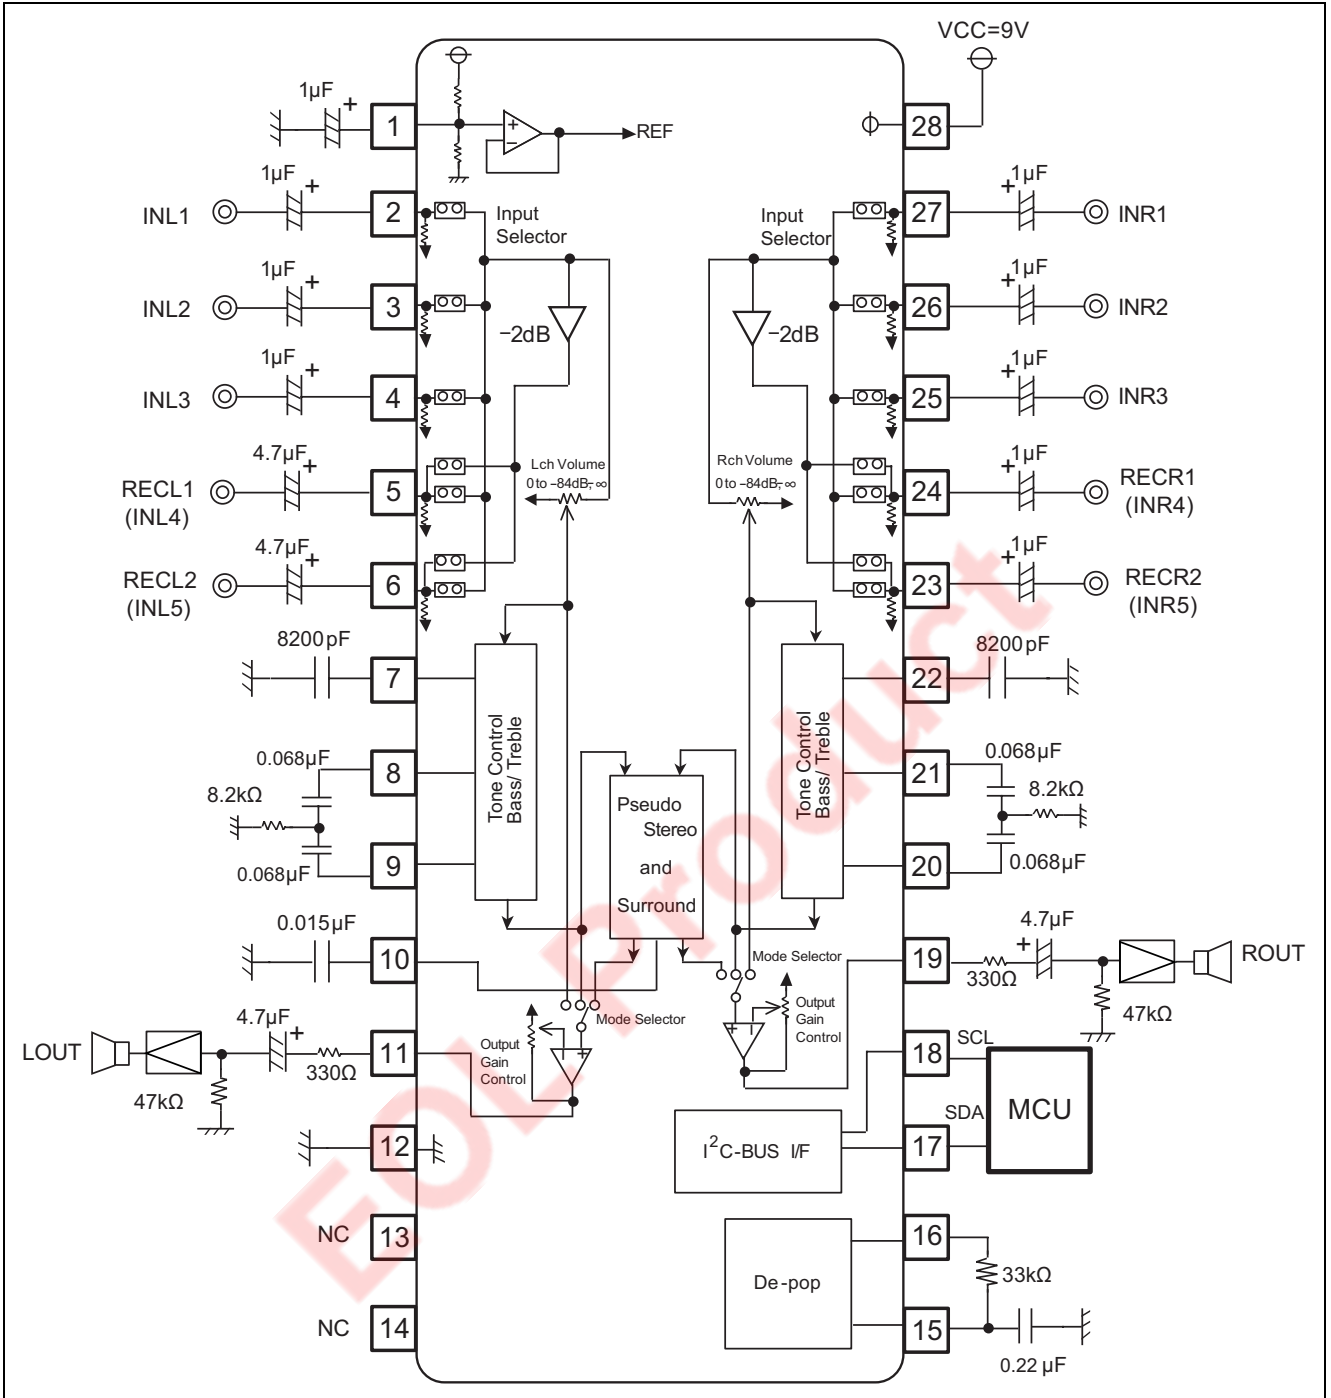 VCC=9V
1µF
+
1
+
−
REF
28
1µF
+
INL1
2
Input
Selector
Input
Selector
27
1µF
+
INR1
1µF
+
INL2
3
−2dB
−2dB
26
1µF
+
INR2
1µF
+
INL3
4
25
1µF
+
INR3
4.7µF
+
RECL1
(INL4)
5
Lch Volume
0 to −84dB, −∞
Rch Volume
0 to −84dB, −∞
24
1µF
+
RECR1
(INR4)
4.7µF
+
RECL2
(INL5)
6
23
1µF
+
RECR2
(INR5)
8200pF
7
22
8200pF
Tone Control
Bass/ Treble
Tone Control
Bass/ Treble
0.068µF
8
8.2kΩ
0.068µF
9
Pseudo
Stereo
and
Surround
21
0.068µF
8.2kΩ
20
0.068µF
0.015µF
10
Mode Selector
19
330Ω
4.7µF
+
47kΩ
ROUT
Mode Selector
Output
Gain
Control
+
−
LOUT
47kΩ
4.7µF
+
330Ω
11
Output
Gain
Control
−
+
18
SCL
SDA
MCU
12
I²C-BUS I/F
17
NC
13
16
33kΩ
De-pop
NC
14
15
0.22 µF
EOL Product